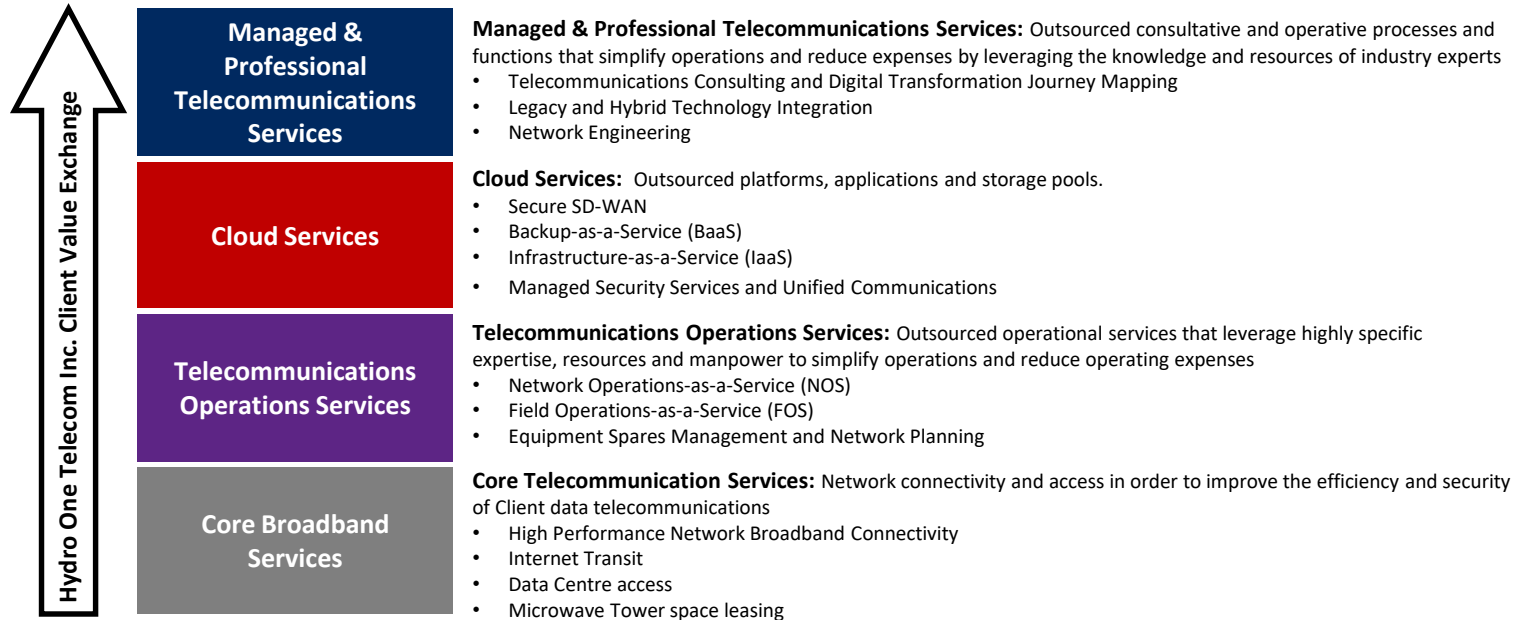 Hydro One Telecom Inc. Client Value Exchange
Managed &
Professional
Telecommunications
Services
Managed & Professional Telecommunications Services: Outsourced consultative and operative processes and
functions that simplify operations and reduce expenses by leveraging the knowledge and resources of industry experts
• Telecommunications Consulting and Digital Transformation Journey Mapping
• Legacy and Hybrid Technology Integration
• Network Engineering
Cloud Services
Cloud Services: Outsourced platforms, applications and storage pools.
• Secure SD-WAN
• Backup-as-a-Service (BaaS)
• Infrastructure-as-a-Service (IaaS)
• Managed Security Services and Unified Communications
Telecommunications
Operations Services
Telecommunications Operations Services: Outsourced operational services that leverage highly specific
expertise, resources and manpower to simplify operations and reduce operating expenses
• Network Operations-as-a-Service (NOS)
• Field Operations-as-a-Service (FOS)
• Equipment Spares Management and Network Planning
Core Broadband
Services
Core Telecommunication Services: Network connectivity and access in order to improve the efficiency and security
of Client data telecommunications
• High Performance Network Broadband Connectivity
• Internet Transit
• Data Centre access
• Microwave Tower space leasing